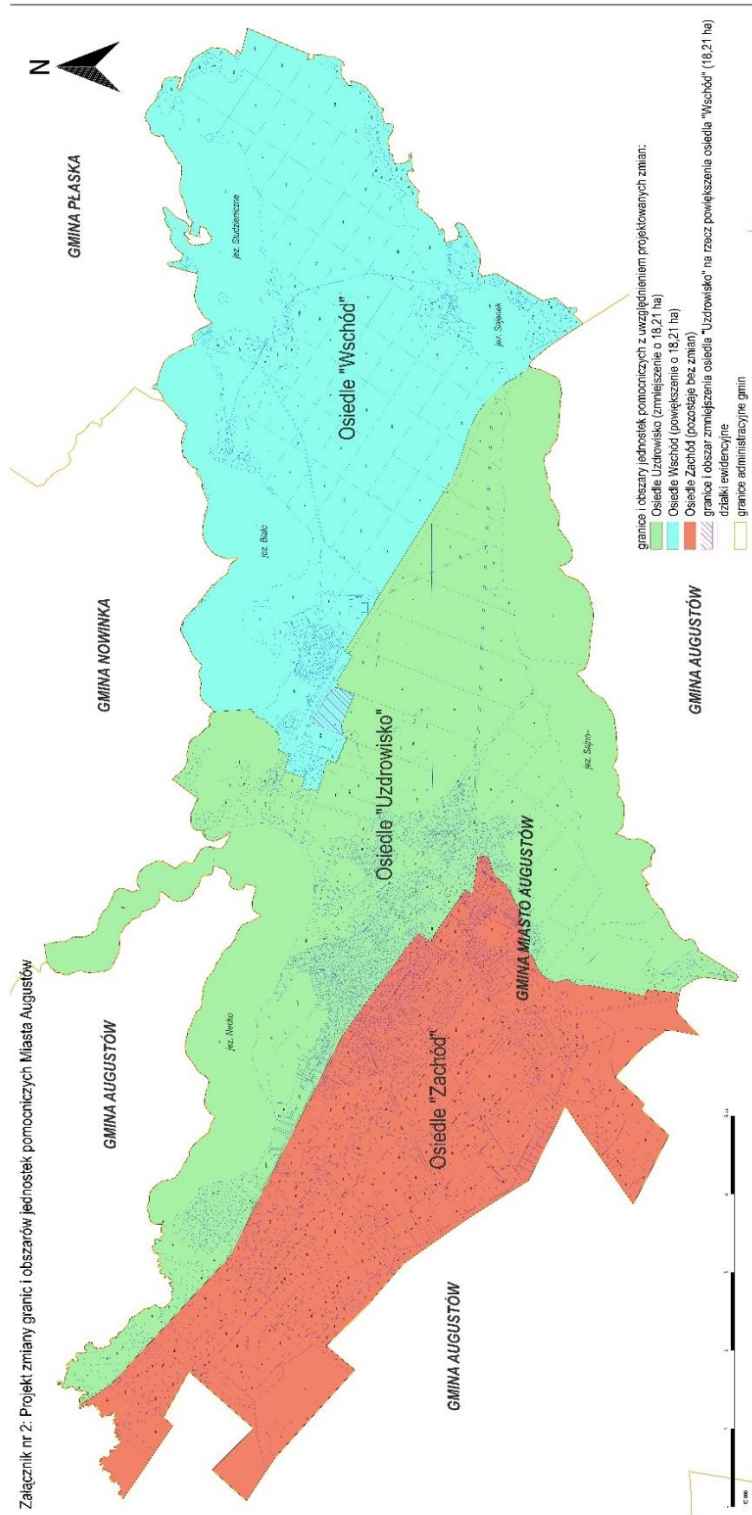 Załącznik nr 2: Projekt zmiany granic i obszarów jednostek pomocniczych Miasta Augustów
N
GMINA PŁASKA
GMINA NOWINKA
GMINA AUGUSTÓW
jez. Studzieniczne
jez. Białe
jez. Necko
Osiedle "Wschód"
jez. Sajenek
Osiedle "Uzdrowisko"
Osiedle "Zachód"
GMINA MIASTO AUGUSTÓW
jez. Sajno
GMINA AUGUSTÓW
GMINA AUGUSTÓW
granice i obszary jednostek pomocniczych z uwzględnieniem projektowanych zmian:
Osiedle Uzdrowisko (zmniejszenie o 18,21 ha)
Osiedle Wschód (powiększenie o 18,21 ha)
Osiedle Zachód (pozostaje bez zmian)
granice i obszar zmniejszenia osiedla "Uzdrowisko" na rzecz powiększenia osiedla "Wschód" (18,21 ha)
działki ewidencyjne
granice administracyjne gmin